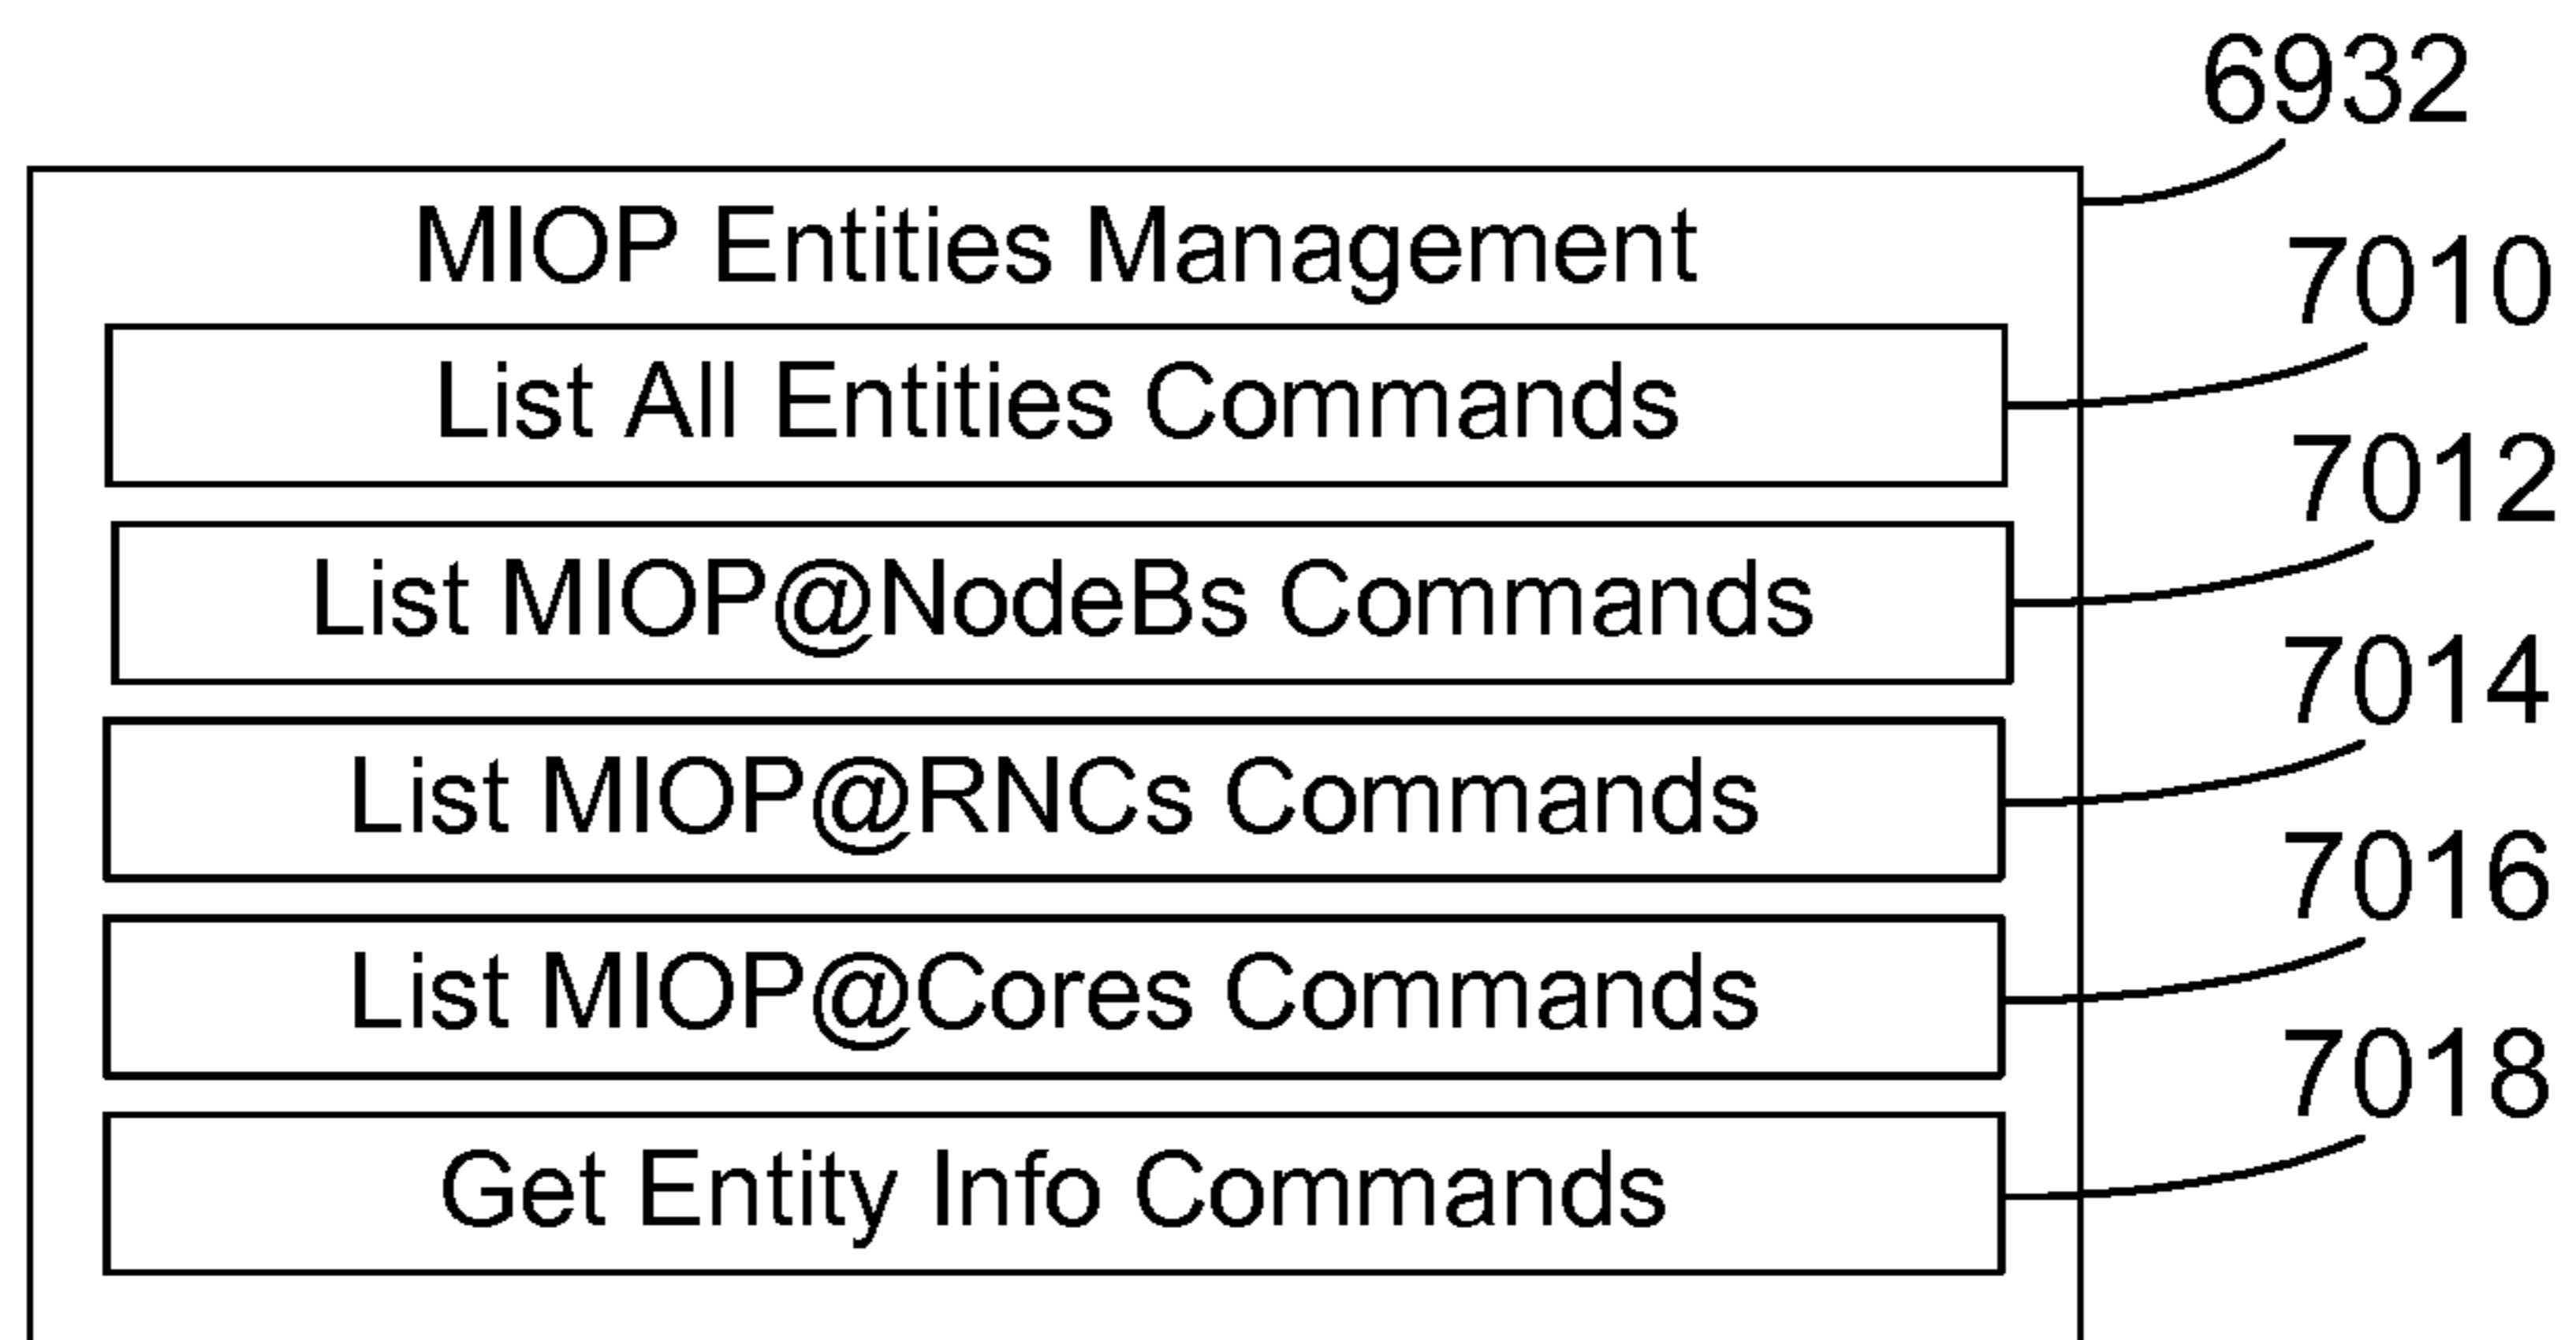 6932
MIOP Entities Management
7010
List All Entities Commands
7012
List MIOP@NodeBs Commands
7014
List MIOP@RNCs Commands
7016
List MIOP@Cores Commands
7018
Get Entity Info Commands